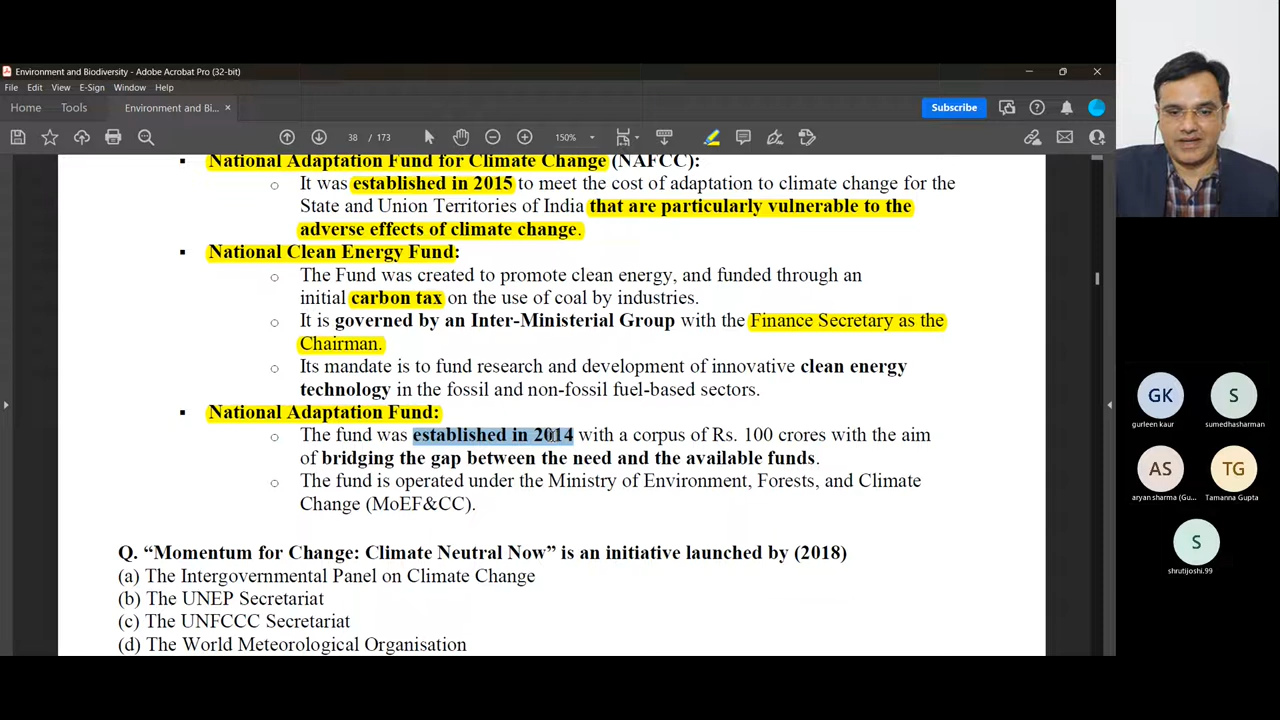 Environment and Biodiversity - Adobe Acrobat Pro (32-bit)
File Edit View E-Sign Window Help
Home Tools Environment and Bi... × Subscribe
38 / 173 150%
▪ National Adaptation Fund for Climate Change (NAFCC):
○ It was established in 2015 to meet the cost of adaptation to climate change for the
State and Union Territories of India that are particularly vulnerable to the
adverse effects of climate change.
▪ National Clean Energy Fund:
○ The Fund was created to promote clean energy, and funded through an
initial carbon tax on the use of coal by industries.
○ It is governed by an Inter-Ministerial Group with the Finance Secretary as the
Chairman.
○ Its mandate is to fund research and development of innovative clean energy
technology in the fossil and non-fossil fuel-based sectors.
▪ National Adaptation Fund:
○ The fund was established in 2014 with a corpus of Rs. 100 crores with the aim
of bridging the gap between the need and the available funds.
○ The fund is operated under the Ministry of Environment, Forests, and Climate
Change (MoEF&CC).
Q. “Momentum for Change: Climate Neutral Now” is an initiative launched by (2018)
(a) The Intergovernmental Panel on Climate Change
(b) The UNEP Secretariat
(c) The UNFCCC Secretariat
(d) The World Meteorological Organisation
GK S
gurleen kaur sumedhasharman
AS TG
aryan sharma (Gu... Tamanna Gupta
S
shrutijoshi.99